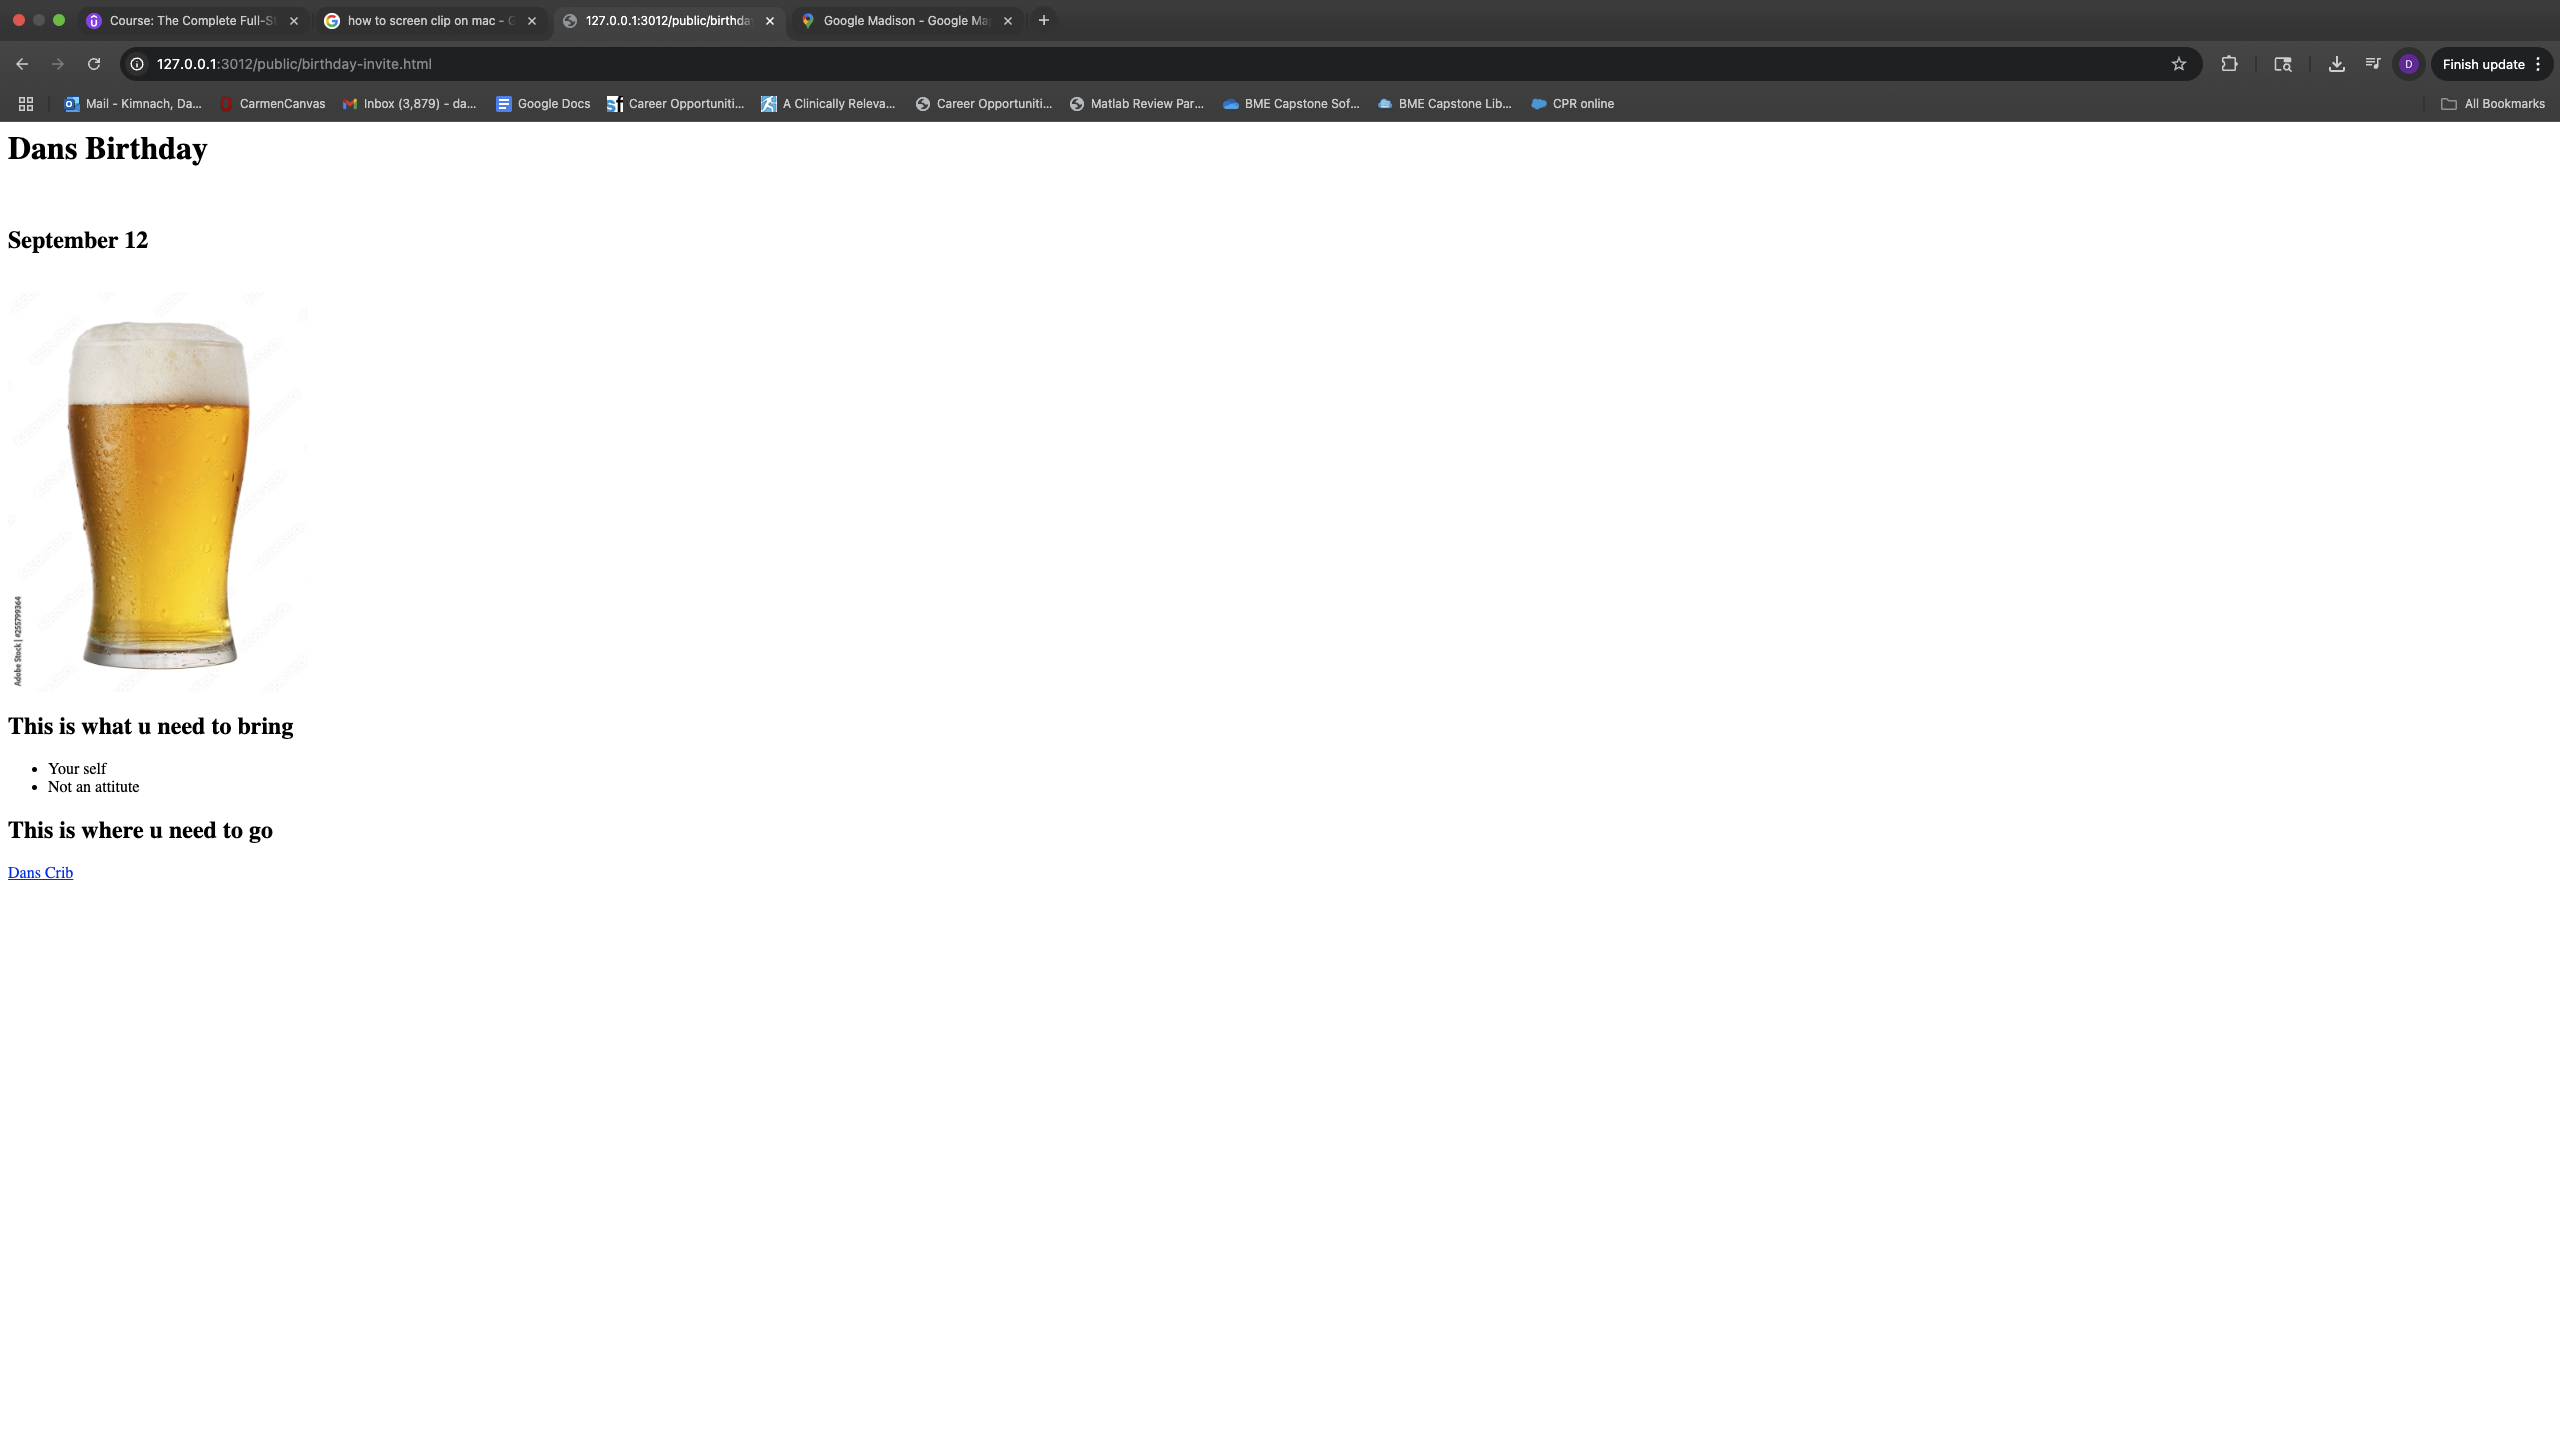 Course: The Complete Full-St
how to screen clip on mac - G
127.0.0.1:3012/public/birthda
Google Madison - Google Ma
127.0.0.1:3012/public/birthday-invite.html
D
Finish update
Mail - Kimnach, Da...
CarmenCanvas
Inbox (3,879) - da...
Google Docs
Career Opportuniti...
A Clinically Releva...
Career Opportuniti...
Matlab Review Par...
BME Capstone Sof...
BME Capstone Lib...
CPR online
All Bookmarks
Dans Birthday
September 12
Adobe Stock | #255799364
This is what u need to bring
Your self
Not an attitute
This is where u need to go
Dans Crib